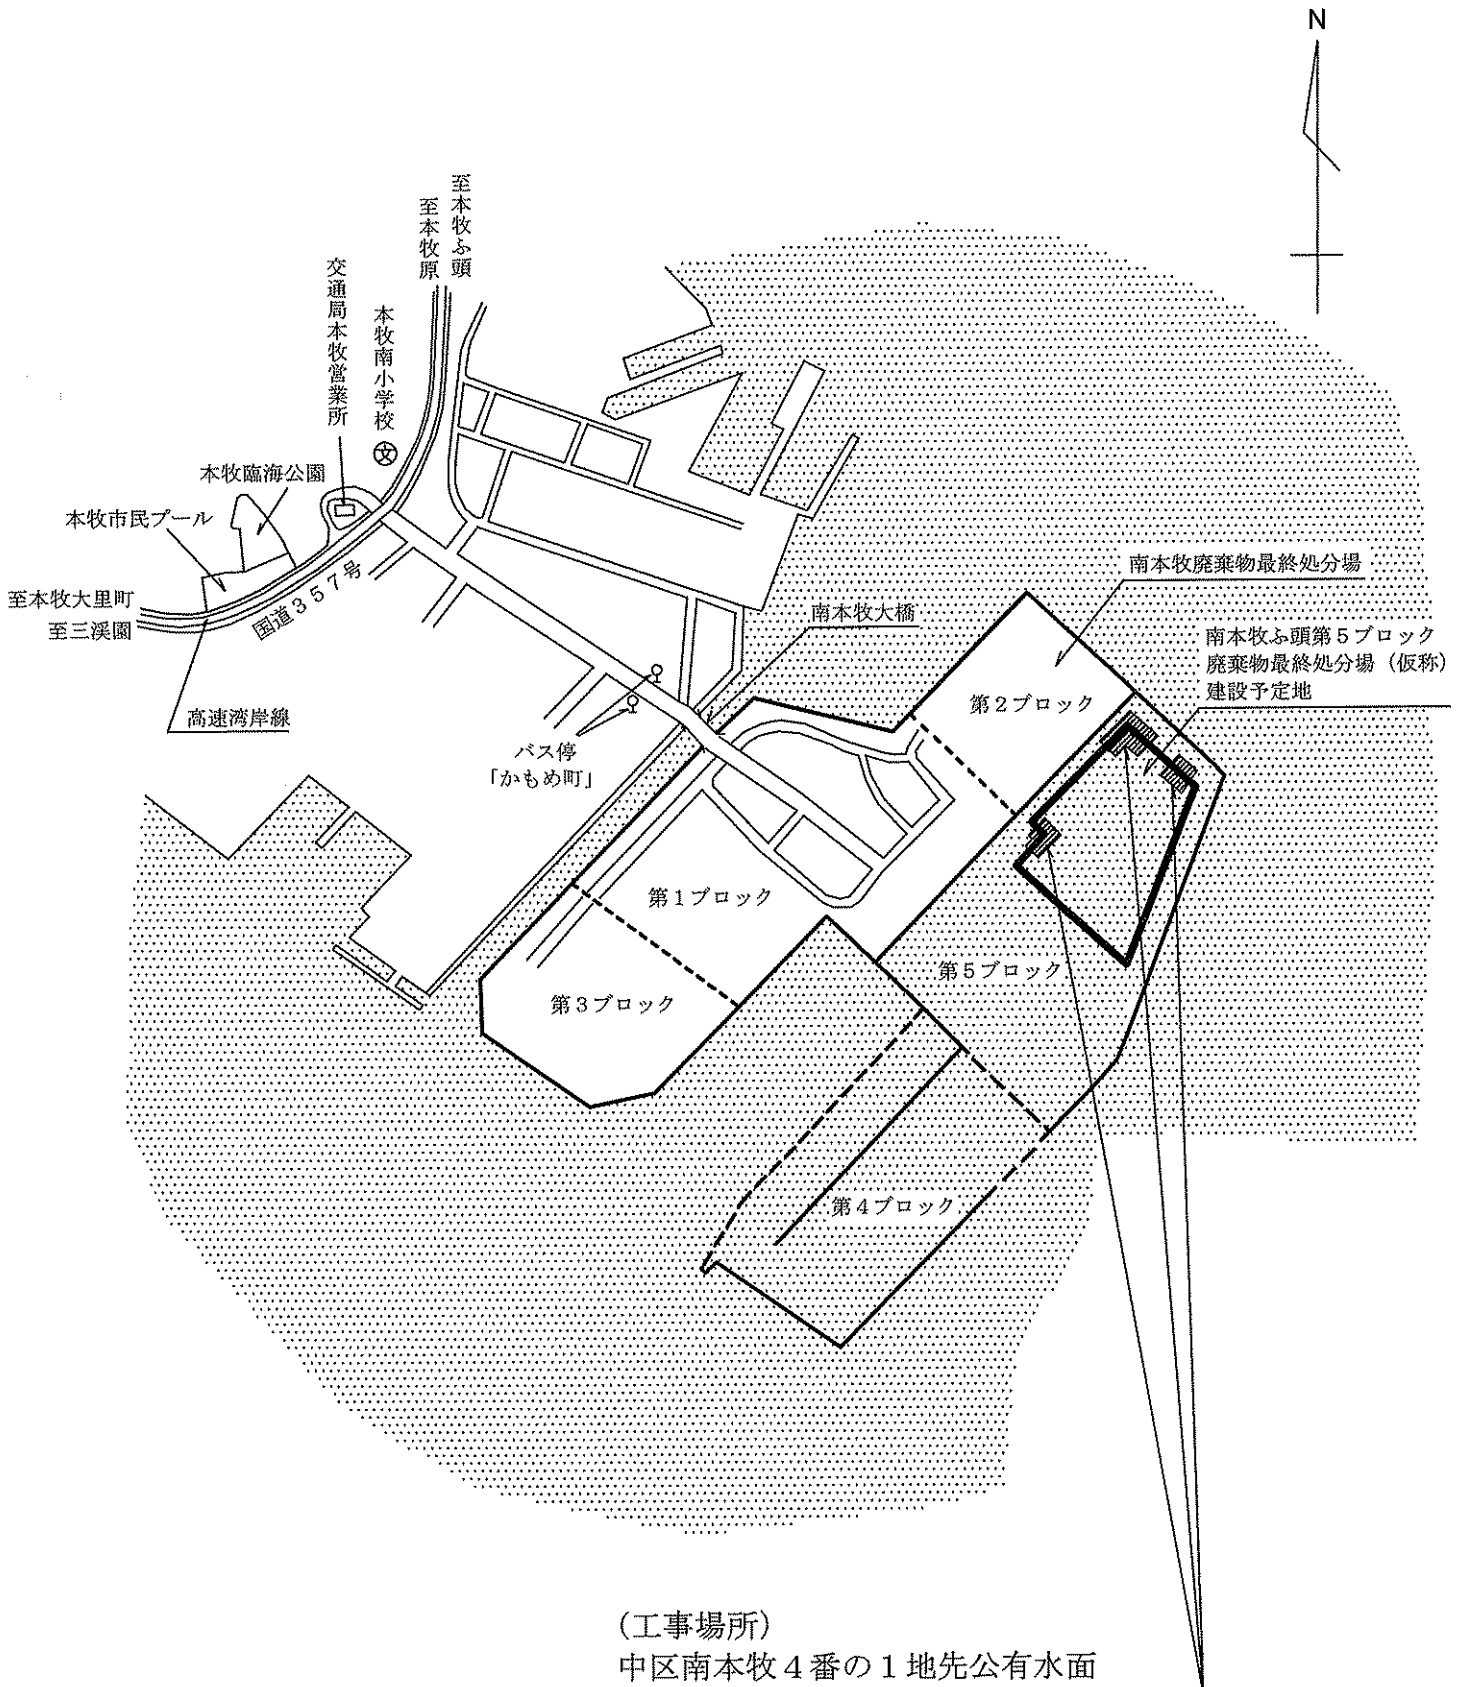 N
至本牧ふ頭
至本牧原
交通局本牧営業所
本牧南小学校
文
本牧臨海公園
本牧市民プール
至本牧大里町
至三溪園
国道357号
高速湾岸線
南本牧大橋
バス停
「かもめ町」
南本牧廃棄物最終処分場
南本牧ふ頭第5ブロック
廃棄物最終処分場（仮称）
建設予定地
第2ブロック
第1ブロック
第3ブロック
第5ブロック
第4ブロック
（工事場所）
中区南本牧4番の1地先公有水面